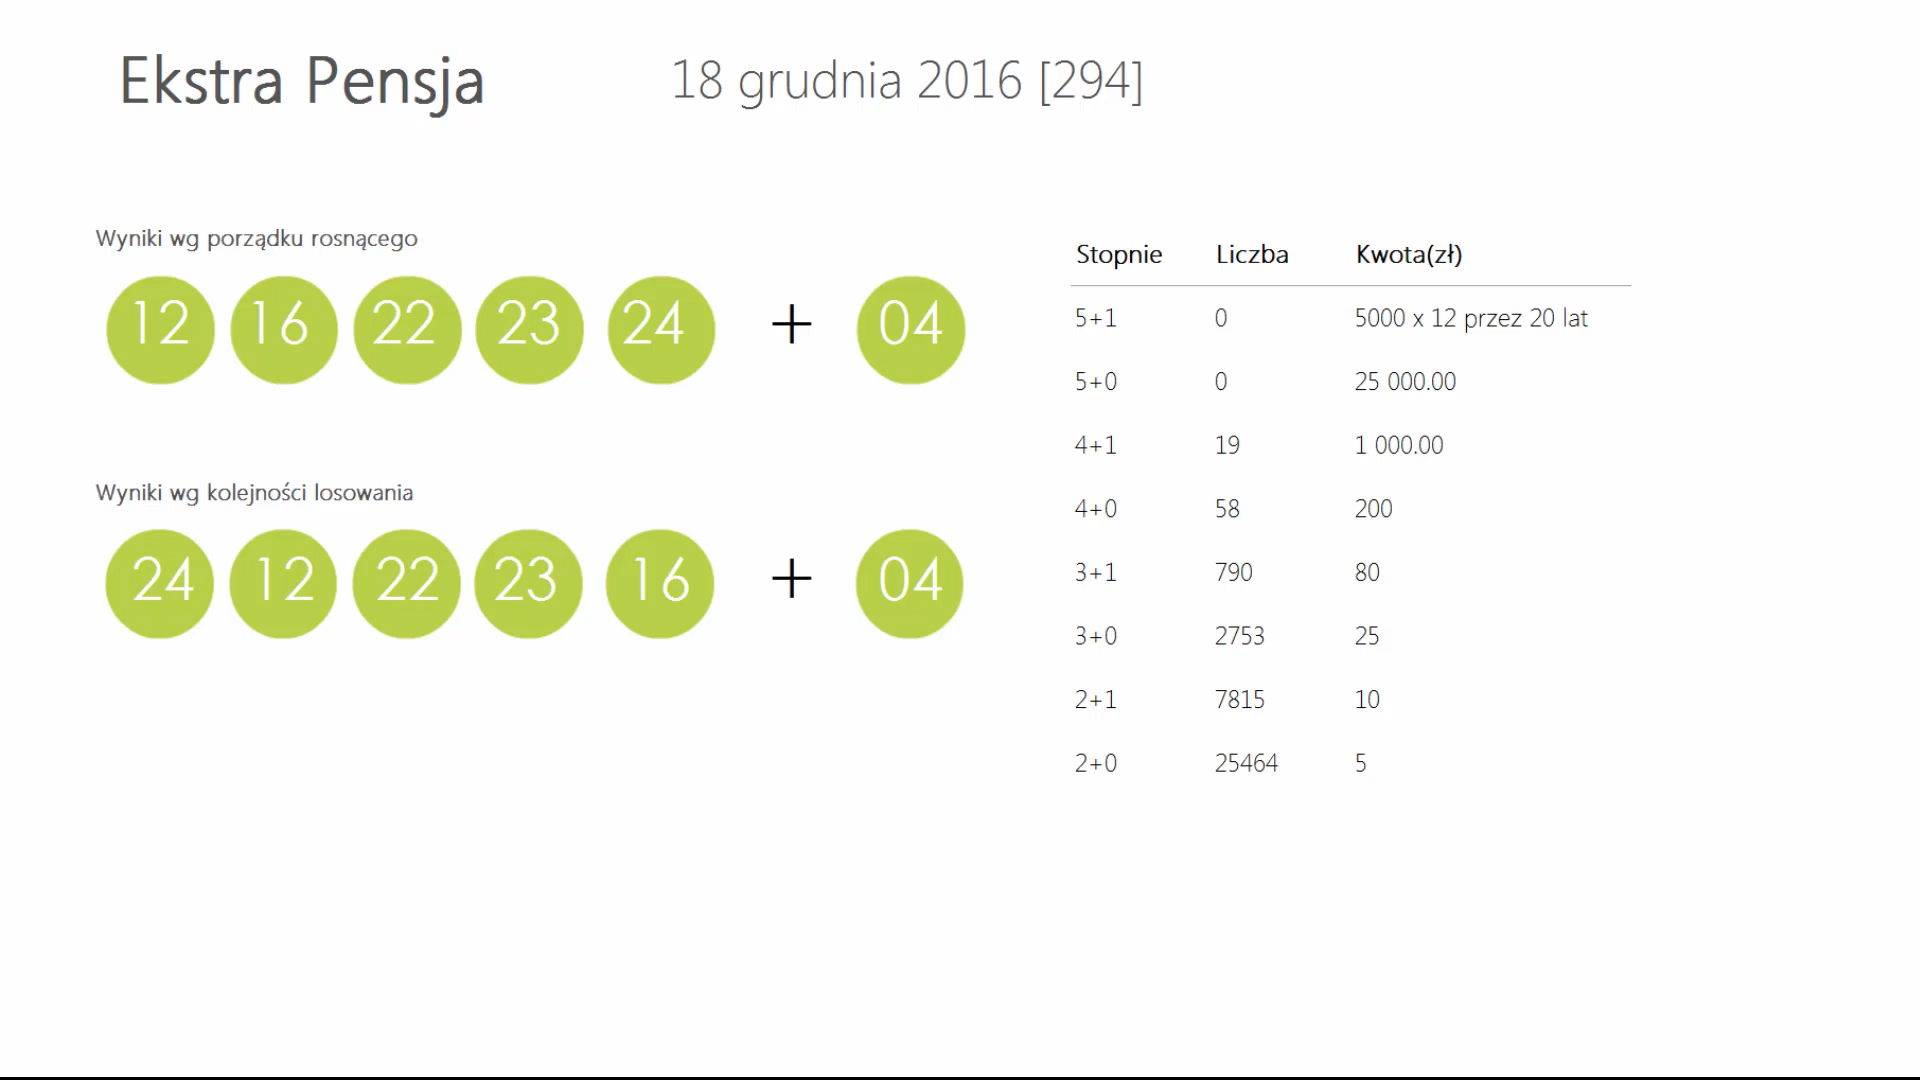 Ekstra Pensja 18 grudnia 2016 [294]
Wyniki wg porządku rosnącego
12 16 22 23 24 + 04
Wyniki wg kolejności losowania
24 12 22 23 16 + 04
Stopnie Liczba Kwota(zł)
5+1 0 5000 x 12 przez 20 lat
5+0 0 25 000.00
4+1 19 1 000.00
4+0 58 200
3+1 790 80
3+0 2753 25
2+1 7815 10
2+0 25464 5